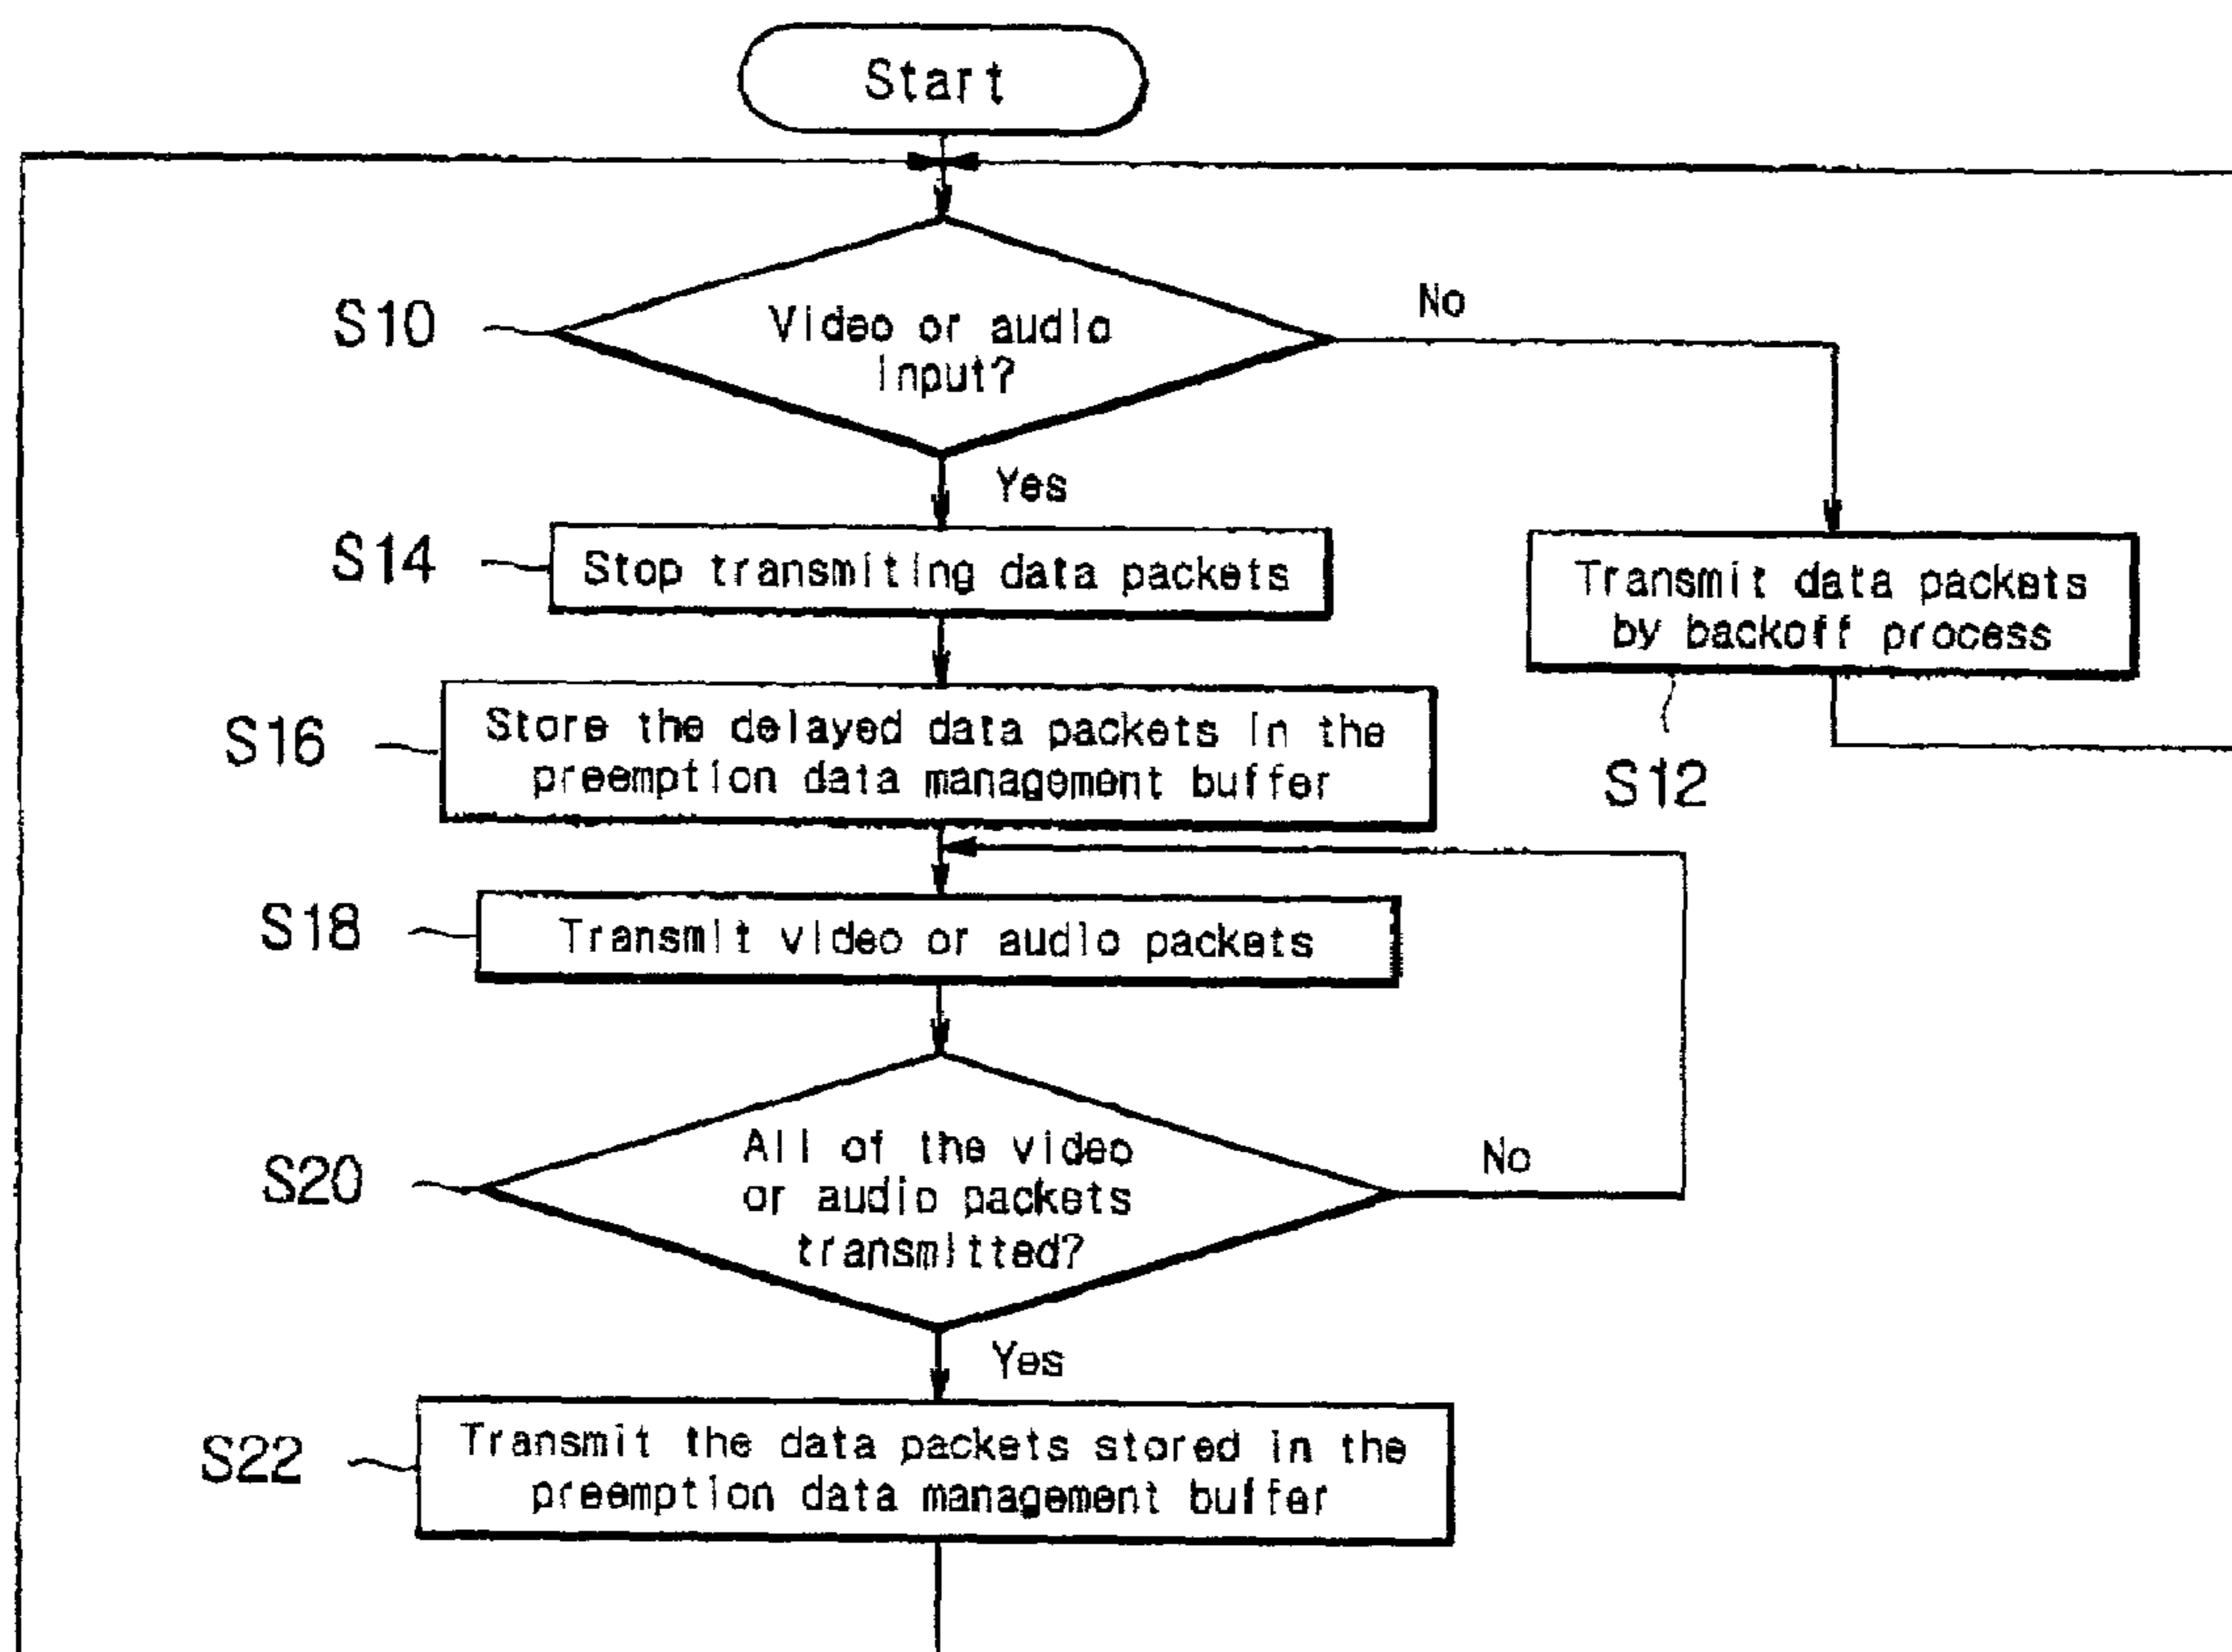 Start
S10
Video or audio
input?
No
Yes
S14
Stop transmiting data packets
Transmit data packets
by backoff process
S12
S16
Store the delayed data packets in the
preemption data management buffer
S18
Transmit video or audio packets
S20
All of the video
or audio packets
transmitted?
No
Yes
S22
Transmit the data packets stored in the
preemption data management buffer